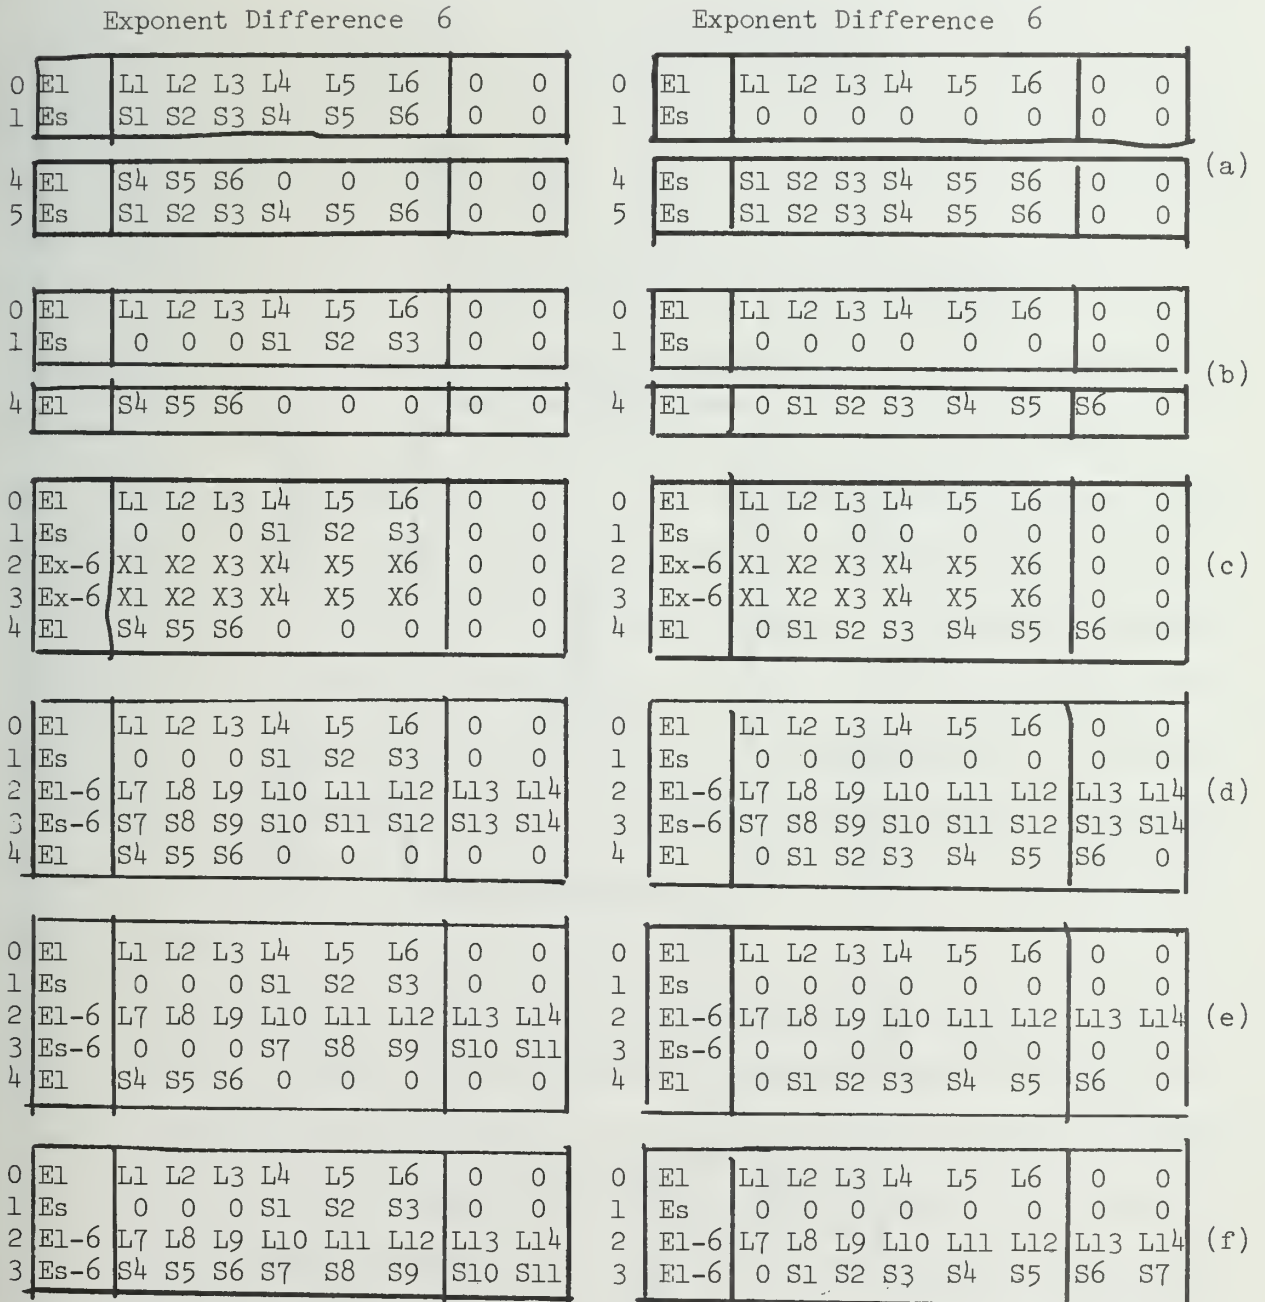 Exponent Difference 6 Exponent Difference 6
0 El L1 L2 L3 L4 L5 L6 0 0 0 El L1 L2 L3 L4 L5 L6 0 0
1 Es S1 S2 S3 S4 S5 S6 0 0 1 Es 0 0 0 0 0 0 0 0
(a)
4 El S4 S5 S6 0 0 0 0 0 4 Es S1 S2 S3 S4 S5 S6 0 0
5 Es S1 S2 S3 S4 S5 S6 0 0 5 Es S1 S2 S3 S4 S5 S6 0 0
0 El L1 L2 L3 L4 L5 L6 0 0 0 El L1 L2 L3 L4 L5 L6 0 0
1 Es 0 0 0 S1 S2 S3 0 0 1 Es 0 0 0 0 0 0 0 0
(b)
4 El S4 S5 S6 0 0 0 0 0 4 El 0 S1 S2 S3 S4 S5 S6 0
0 El L1 L2 L3 L4 L5 L6 0 0 0 El L1 L2 L3 L4 L5 L6 0 0
1 Es 0 0 0 S1 S2 S3 0 0 1 Es 0 0 0 0 0 0 0 0
2 Ex-6 X1 X2 X3 X4 X5 X6 0 0 2 Ex-6 X1 X2 X3 X4 X5 X6 0 0 (c)
3 Ex-6 X1 X2 X3 X4 X5 X6 0 0 3 Ex-6 X1 X2 X3 X4 X5 X6 0 0
4 El S4 S5 S6 0 0 0 0 0 4 El 0 S1 S2 S3 S4 S5 S6 0
0 El L1 L2 L3 L4 L5 L6 0 0 0 El L1 L2 L3 L4 L5 L6 0 0
1 Es 0 0 0 S1 S2 S3 0 0 1 Es 0 0 0 0 0 0 0 0
2 El-6 L7 L8 L9 L10 L11 L12 L13 L14 2 El-6 L7 L8 L9 L10 L11 L12 L13 L14 (d)
3 Es-6 S7 S8 S9 S10 S11 S12 S13 S14 3 Es-6 S7 S8 S9 S10 S11 S12 S13 S14
4 El S4 S5 S6 0 0 0 0 0 4 El 0 S1 S2 S3 S4 S5 S6 0
0 El L1 L2 L3 L4 L5 L6 0 0 0 El L1 L2 L3 L4 L5 L6 0 0
1 Es 0 0 0 S1 S2 S3 0 0 1 Es 0 0 0 0 0 0 0 0
2 El-6 L7 L8 L9 L10 L11 L12 L13 L14 2 El-6 L7 L8 L9 L10 L11 L12 L13 L14 (e)
3 Es-6 0 0 0 S7 S8 S9 S10 S11 3 Es-6 0 0 0 0 0 0 0 0
4 El S4 S5 S6 0 0 0 0 0 4 El 0 S1 S2 S3 S4 S5 S6 0
0 El L1 L2 L3 L4 L5 L6 0 0 0 El L1 L2 L3 L4 L5 L6 0 0
1 Es 0 0 0 S1 S2 S3 0 0 1 Es 0 0 0 0 0 0 0 0
2 El-6 L7 L8 L9 L10 L11 L12 L13 L14 2 El-6 L7 L8 L9 L10 L11 L12 L13 L14 (f)
3 Es-6 S4 S5 S6 S7 S8 S9 S10 S11 3 El-6 0 S1 S2 S3 S4 S5 S6 S7